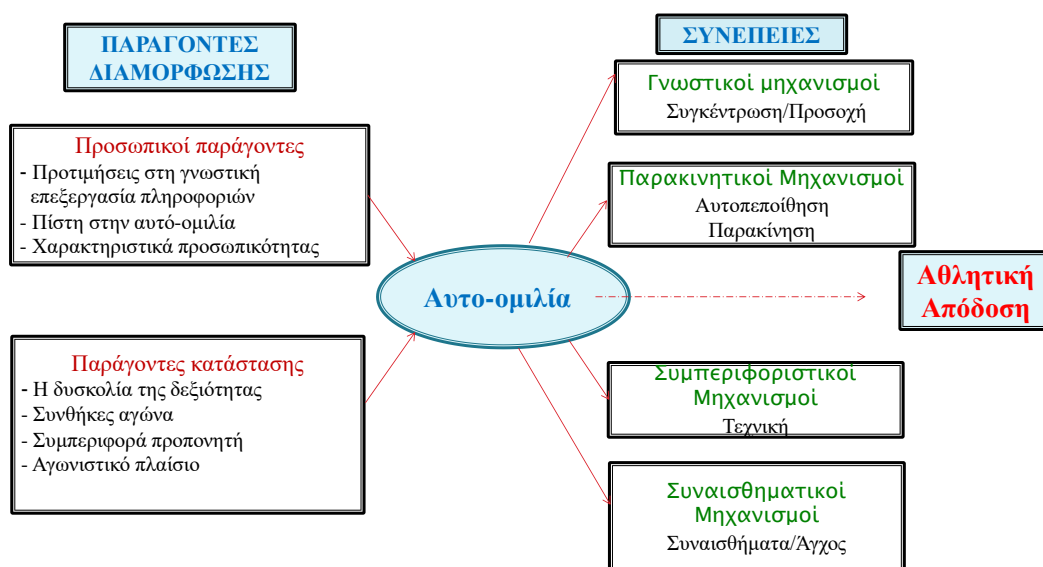 ΠΑΡΑΓΟΝΤΕΣ
ΔΙΑΜΟΡΦΩΣΗΣ
Προσωπικοί παράγοντες
- Προτιμήσεις στη γνωστική
επεξεργασία πληροφοριών
- Πίστη στην αυτό-ομιλία
- Χαρακτηριστικά προσωπικότητας
Παράγοντες κατάστασης
- Η δυσκολία της δεξιότητας
- Συνθήκες αγώνα
- Συμπεριφορά προπονητή
- Αγωνιστικό πλαίσιο
Αυτο-ομιλία
ΣΥΝΕΠΕΙΕΣ
Γνωστικοί μηχανισμοί
Συγκέντρωση/Προσοχή
Παρακινητικοί Μηχανισμοί
Αυτοπεποίθηση
Παρακίνηση
Συμπεριφοριστικοί
Μηχανισμοί
Τεχνική
Συναισθηματικοί
Μηχανισμοί
Συναισθήματα/Άγχος
Αθλητική
Απόδοση